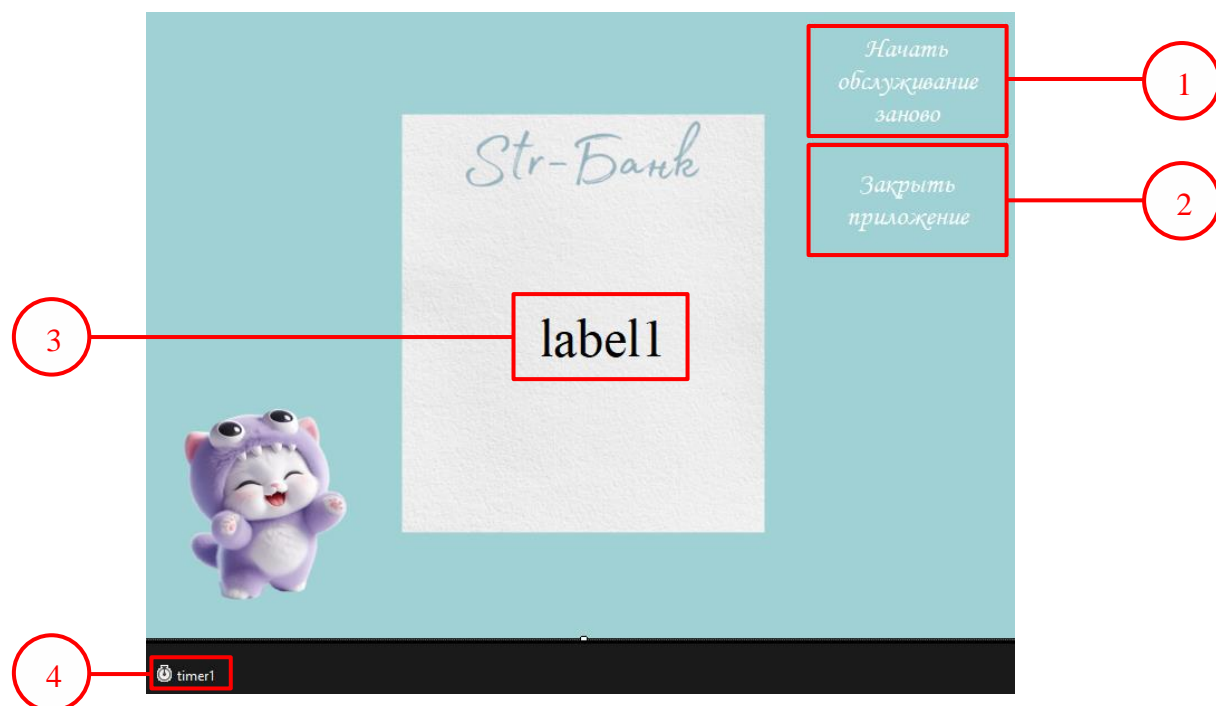 Начать
обслуживание
заново
1
Str-Банк
Закрыть
приложение
2
3
label1
4
timer1